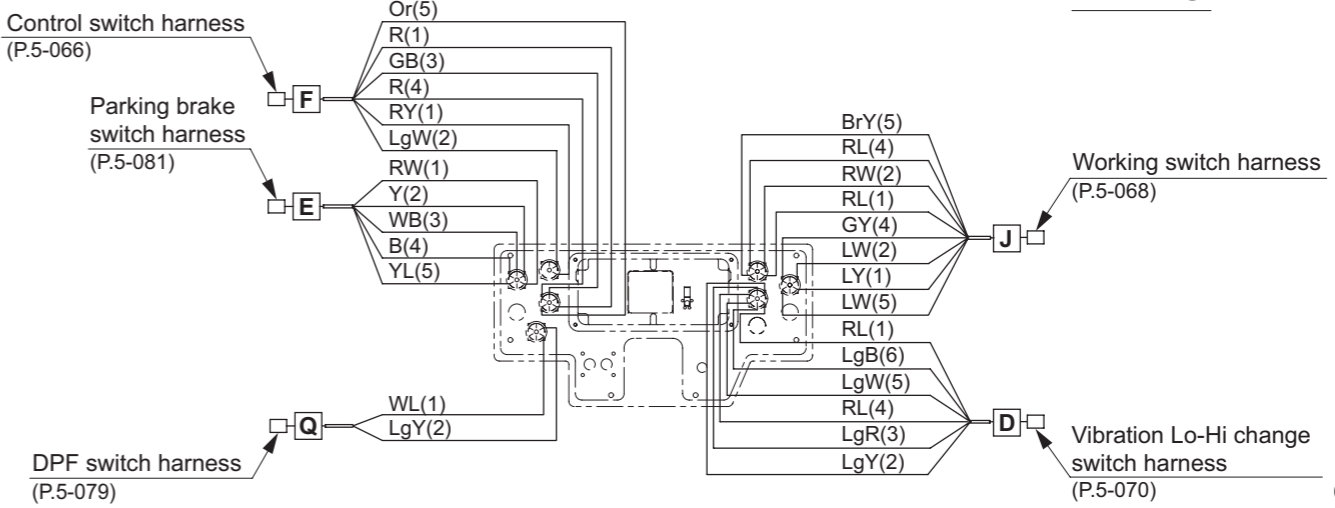 Control switch harness
(P.5-066)
F
Or(5)
R(1)
GB(3)
R(4)
RY(1)
LgW(2)
Parking brake
switch harness
(P.5-081)
E
RW(1)
Y(2)
WB(3)
B(4)
YL(5)
DPF switch harness
(P.5-079)
Q
WL(1)
LgY(2)
BrY(5)
RL(4)
RW(2)
RL(1)
GY(4)
LW(2)
LY(1)
LW(5)
J
Working switch harness
(P.5-068)
RL(1)
LgB(6)
LgW(5)
RL(4)
LgR(3)
LgY(2)
D
Vibration Lo-Hi change
switch harness
(P.5-070)